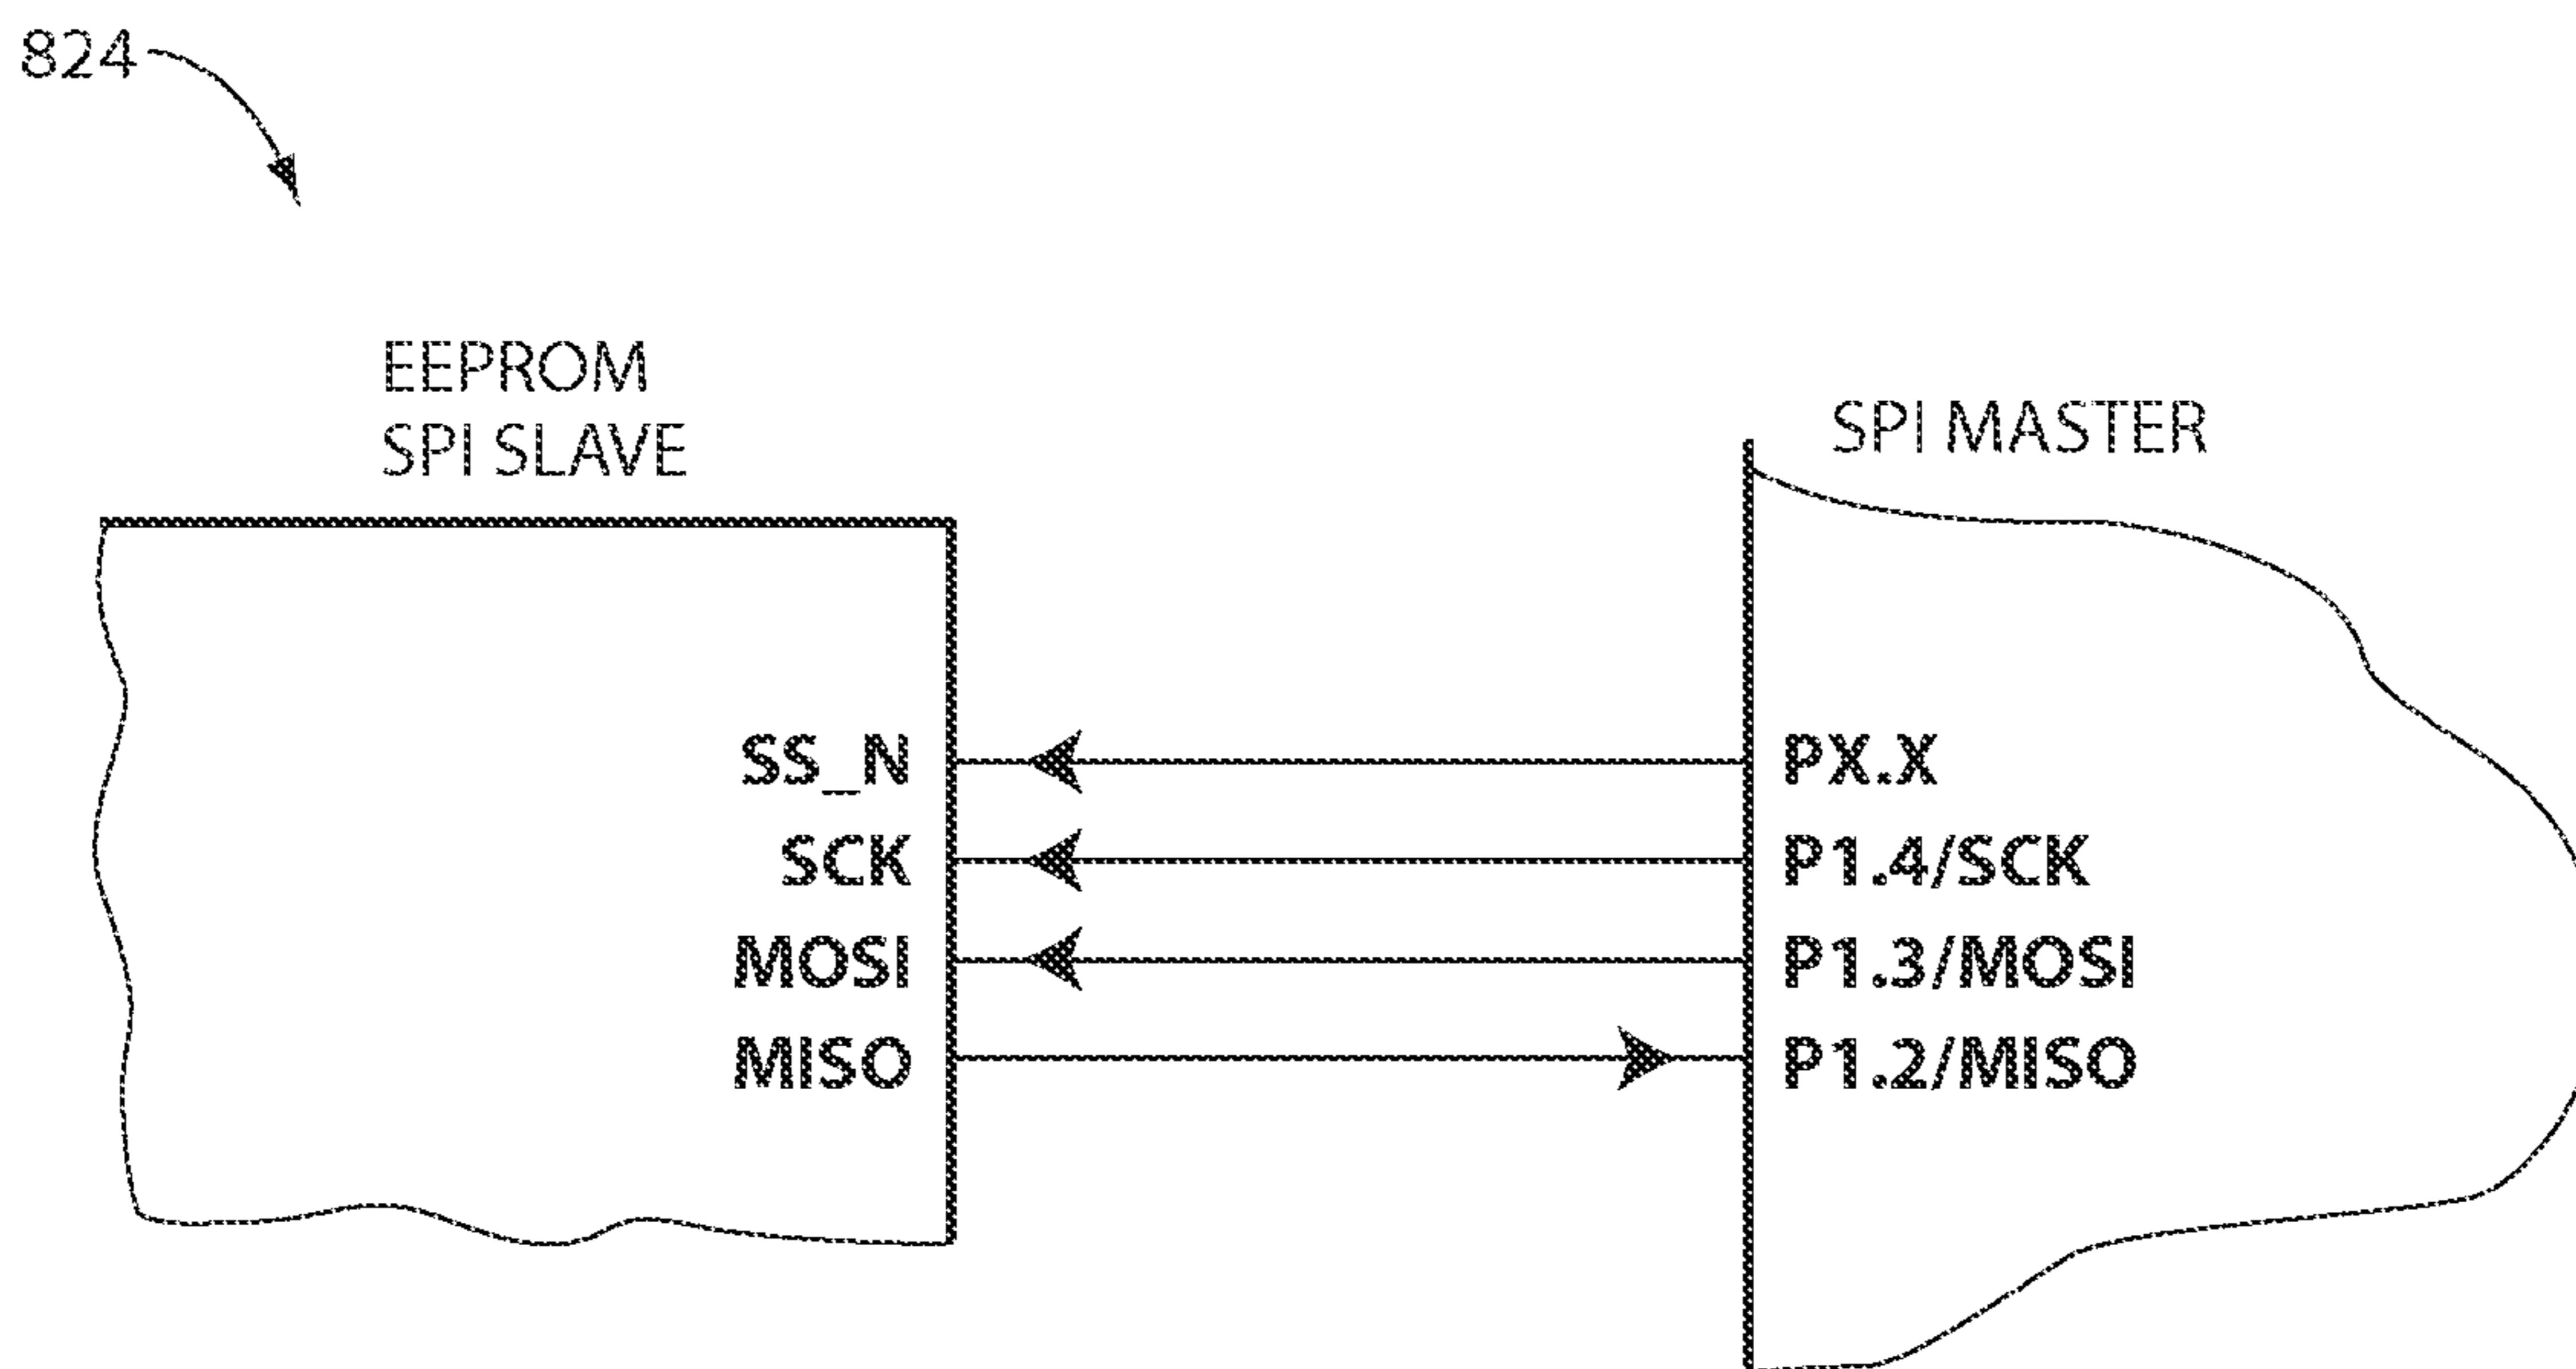 824
EEPROM
SPI SLAVE
SPI MASTER
SS_N
PX.X
SCK
P1.4/SCK
MOSI
P1.3/MOSI
MISO
P1.2/MISO